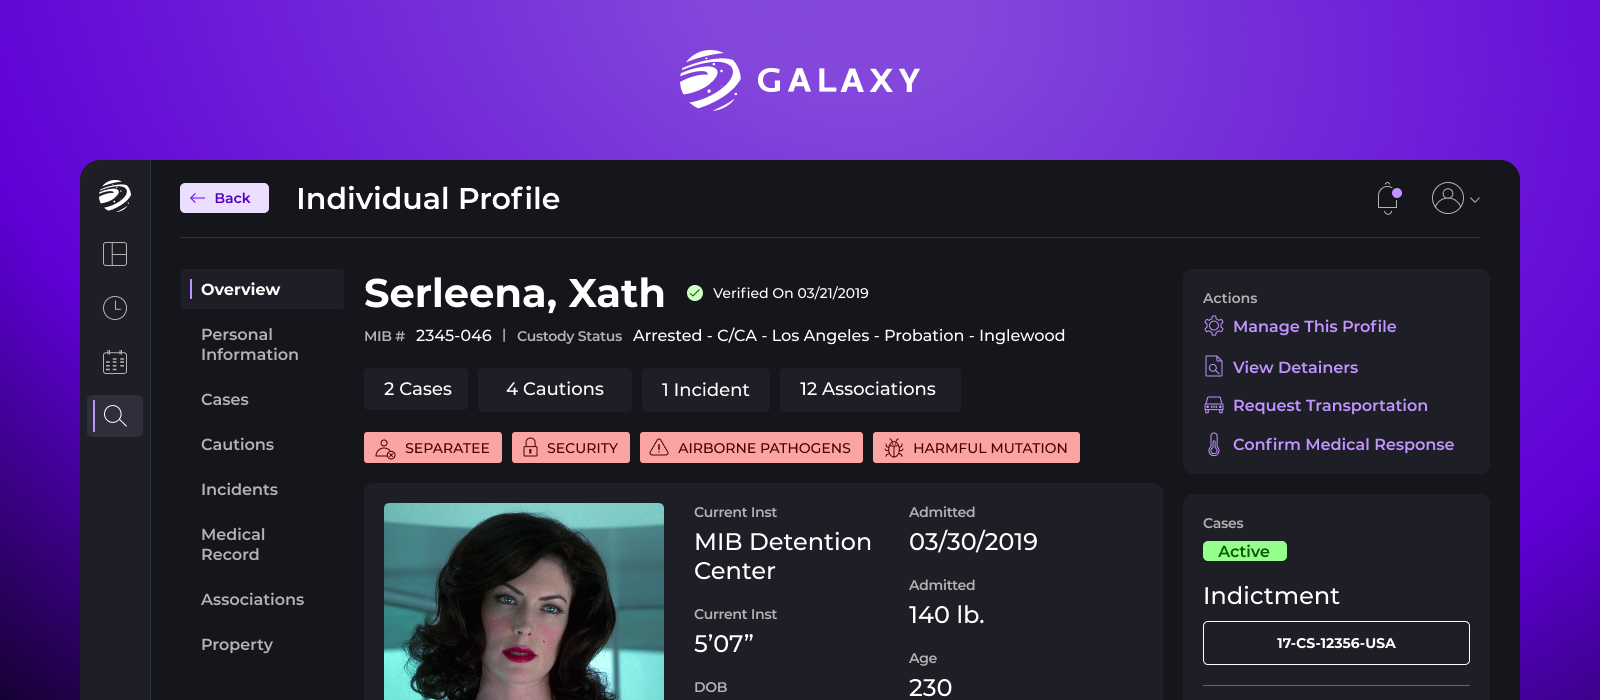 GALAXY
Back
Individual Profile
Overview
Personal
Information
Cases
Cautions
Incidents
Medical
Record
Associations
Property
Serleena, Xath
Verified On 03/21/2019
MIB # 2345-046 | Custody Status Arrested - C/CA - Los Angeles - Probation - Inglewood
2 Cases
4 Cautions
1 Incident
12 Associations
SEPARATEE
SECURITY
AIRBORNE PATHOGENS
HARMFUL MUTATION
Current Inst
MIB Detention
Center
Current Inst
5’07”
DOB
Admitted
03/30/2019
Admitted
140 lb.
Age
230
Actions
Manage This Profile
View Detainers
Request Transportation
Confirm Medical Response
Cases
Active
Indictment
17-CS-12356-USA